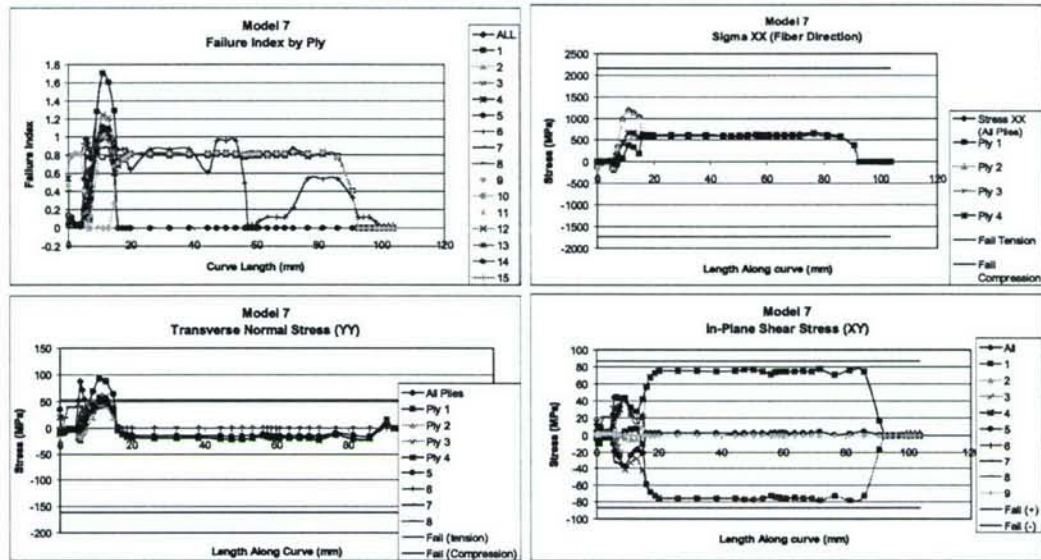 Model 7
Failure Index by Ply
1.8
1.6
1.4
1.2
1
0.8
0.6
0.4
0.2
0
-0.2
Failure Index
0
20
40
60
80
100
120
Curve Length (mm)
ALL
1
2
3
4
5
6
7
8
9
10
11
12
13
14
15
Model 7
Sigma XX (Fiber Direction)
2500
2000
1500
1000
500
0
-500
-1000
-1500
-2000
Stress (MPa)
0
20
40
60
80
100
120
Length Along curve (mm)
Stress XX
(All Plies)
Ply 1
Ply 2
Ply 3
Ply 4
Fail Tension
Fail
Compression
Model 7
Transverse Normal Stress (YY)
150
100
50
0
-50
-100
-150
-200
Stress (MPa)
0
20
40
60
80
Length Along Curve (mm)
All Plies
Ply 1
Ply 2
Ply 3
Ply 4
5
6
7
8
Fail (tension)
Fail (Compression)
Model 7
In-Plane Shear Stress (XY)
100
80
60
40
20
0
-20
-40
-60
-80
-100
Stress (MPa)
0
20
40
60
80
100
120
Length Along curve (mm)
All
1
2
3
4
5
6
7
8
9
Fail (+)
Fail (-)